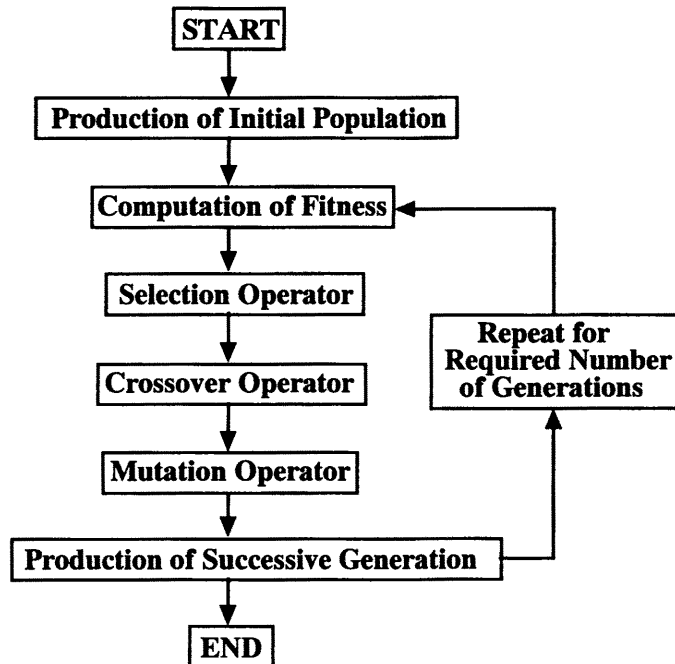 START
Production of Initial Population
Computation of Fitness
Selection Operator
Crossover Operator
Mutation Operator
Production of Successive Generation
END
Repeat for
Required Number
of Generations